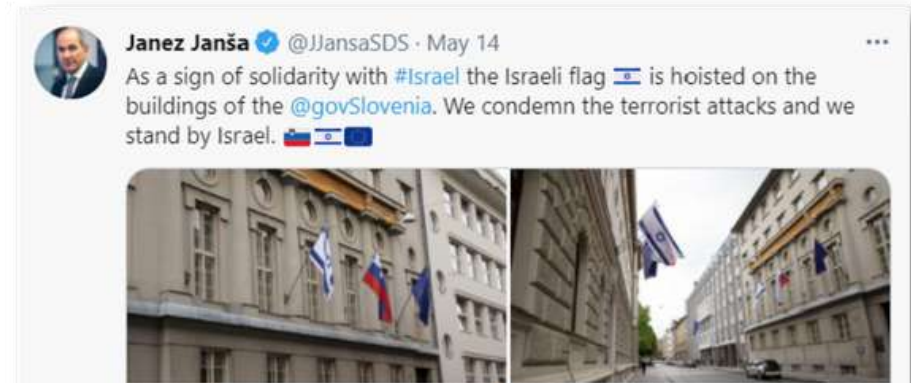 Janez Janša @JJansaSDS · May 14
As a sign of solidarity with #Israel the Israeli flag 🇮🇱 is hoisted on the
buildings of the @govSlovenia. We condemn the terrorist attacks and we
stand by Israel. 🇸🇮🇮🇱🇪🇺